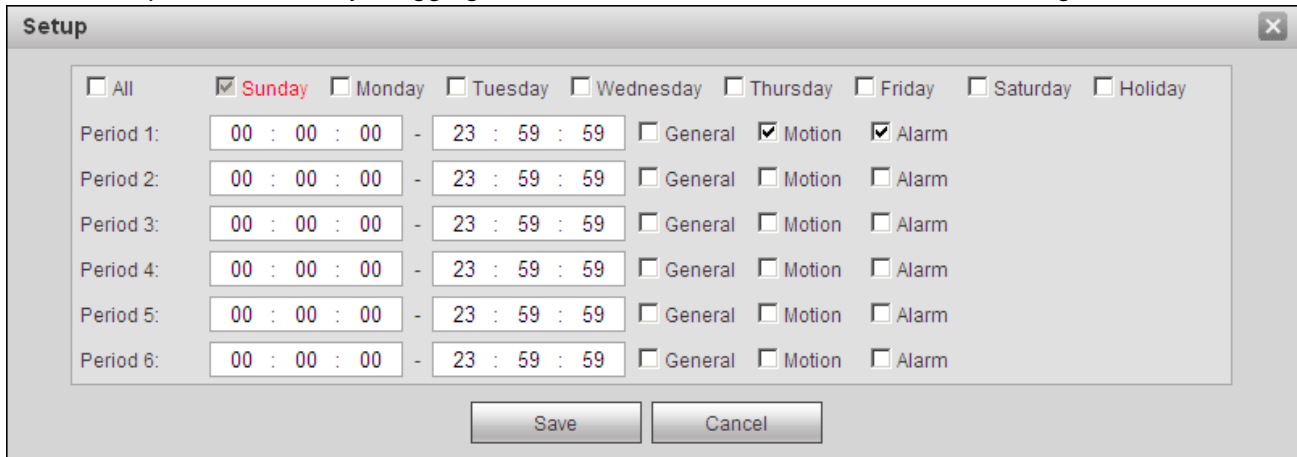 Setup
All Sunday Monday Tuesday Wednesday Thursday Friday Saturday Holiday
Period 1: 00 : 00 : 00 - 23 : 59 : 59 General Motion Alarm
Period 2: 00 : 00 : 00 - 23 : 59 : 59 General Motion Alarm
Period 3: 00 : 00 : 00 - 23 : 59 : 59 General Motion Alarm
Period 4: 00 : 00 : 00 - 23 : 59 : 59 General Motion Alarm
Period 5: 00 : 00 : 00 - 23 : 59 : 59 General Motion Alarm
Period 6: 00 : 00 : 00 - 23 : 59 : 59 General Motion Alarm
Save Cancel